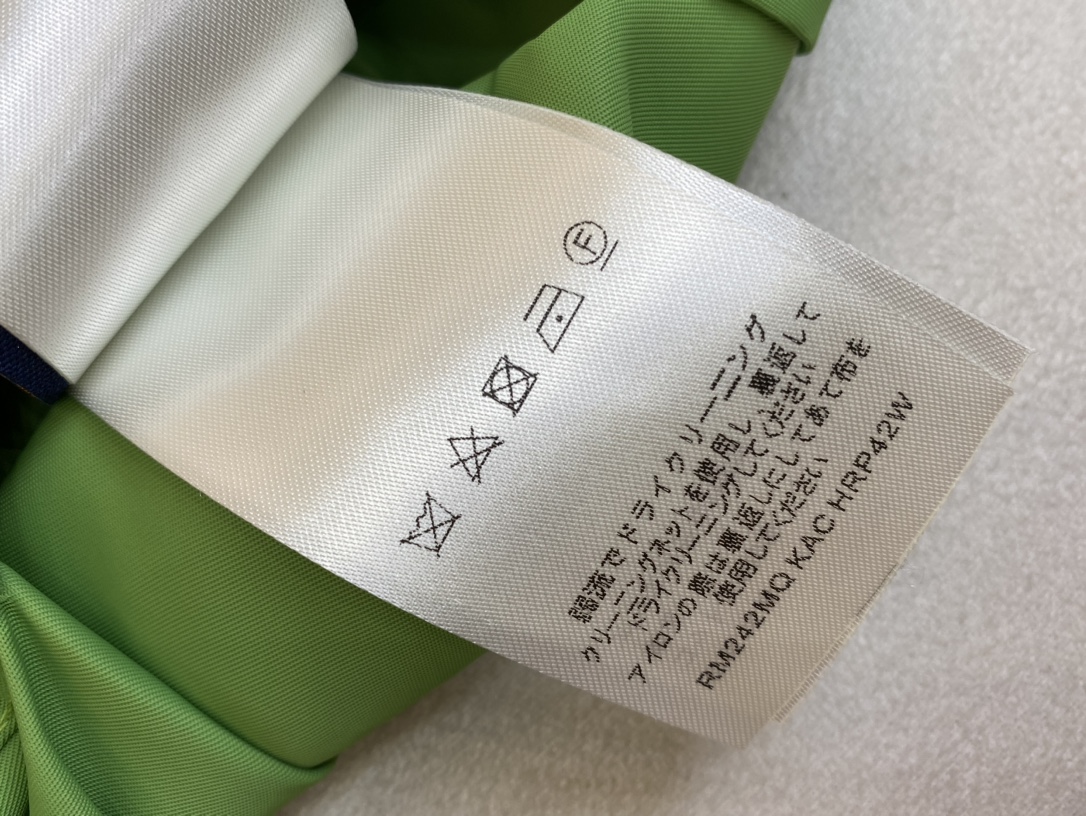 F
弱流でドライクリーニング
クリーニングネットを使用し、裏返して
ドライクリーニングしてください
アイロンの際は裏返しにしてあて布を
使用してください
RM242MQ KAC HRP42W